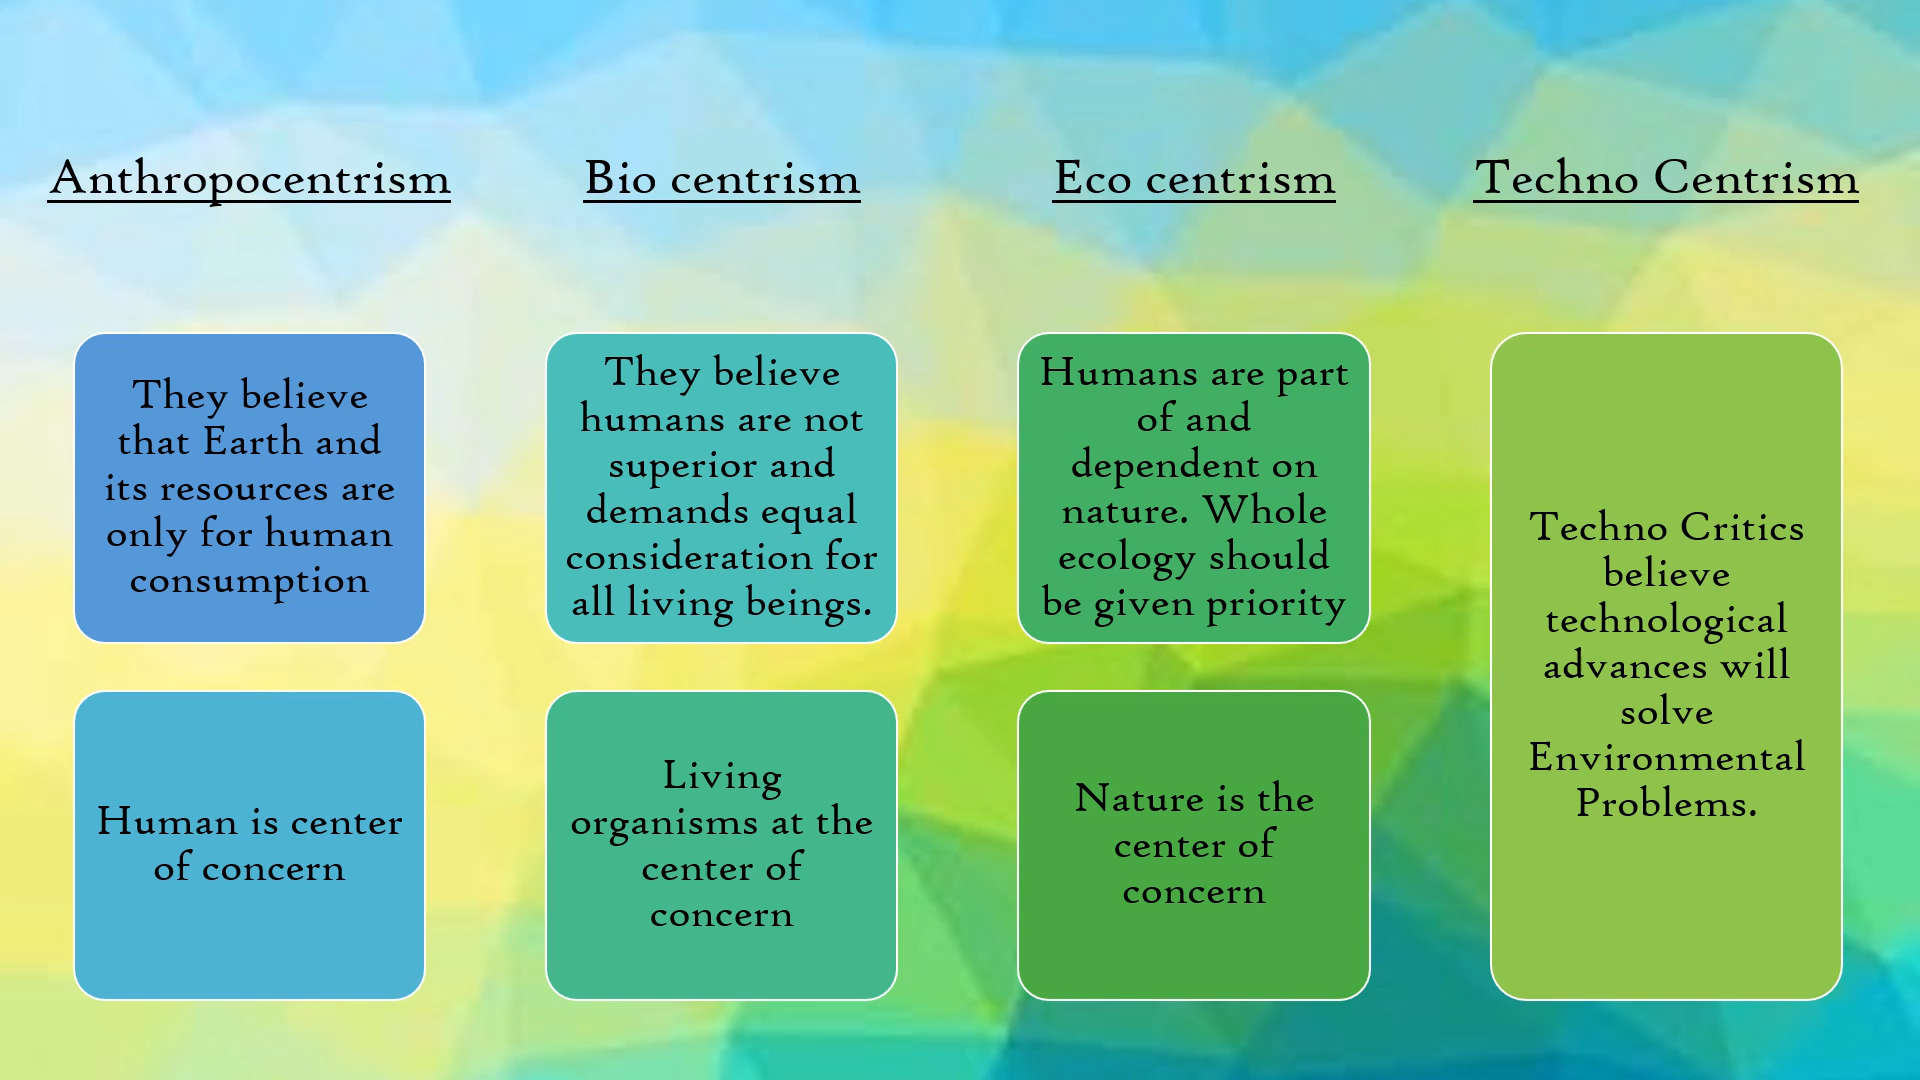 Anthropocentrism
They believe
that Earth and
its resources are
only for human
consumption
Human is center
of concern
Bio centrism
They believe
humans are not
superior and
demands equal
consideration for
all living beings.
Living
organisms at the
center of
concern
Eco centrism
Humans are part
of and
dependent on
nature. Whole
ecology should
be given priority
Nature is the
center of
concern
Techno Centrism
Techno Critics
believe
technological
advances will
solve
Environmental
Problems.